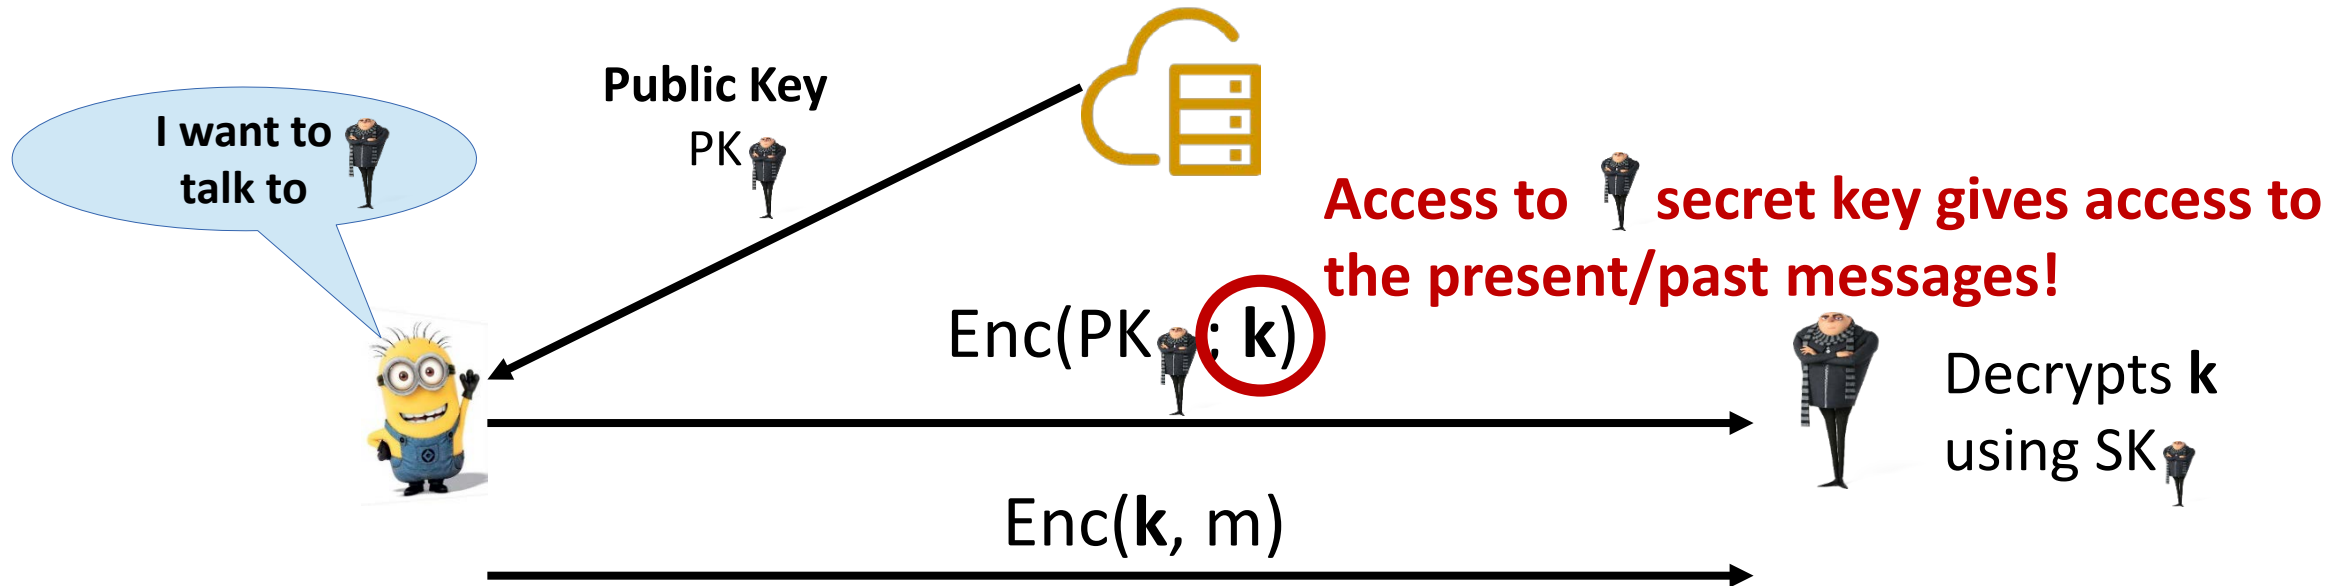 I want to
talk to
Public Key
PK
Access to secret key gives access to
the present/past messages!
Enc(PK ; k)
Decrypts k
using SK
Enc(k, m)